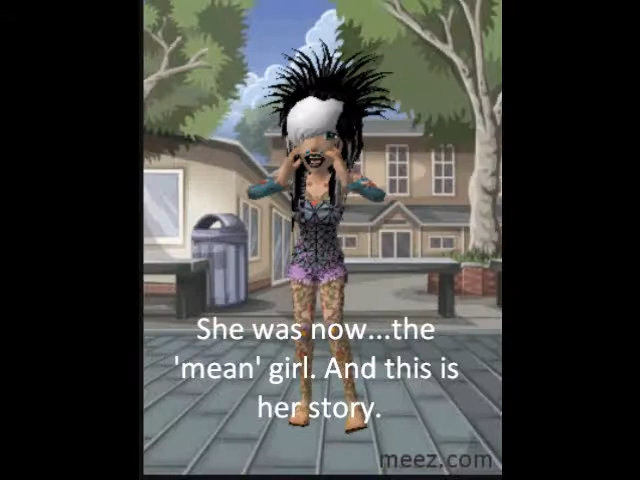 She was now...the
'mean' girl. And this is
her story.
meez.com